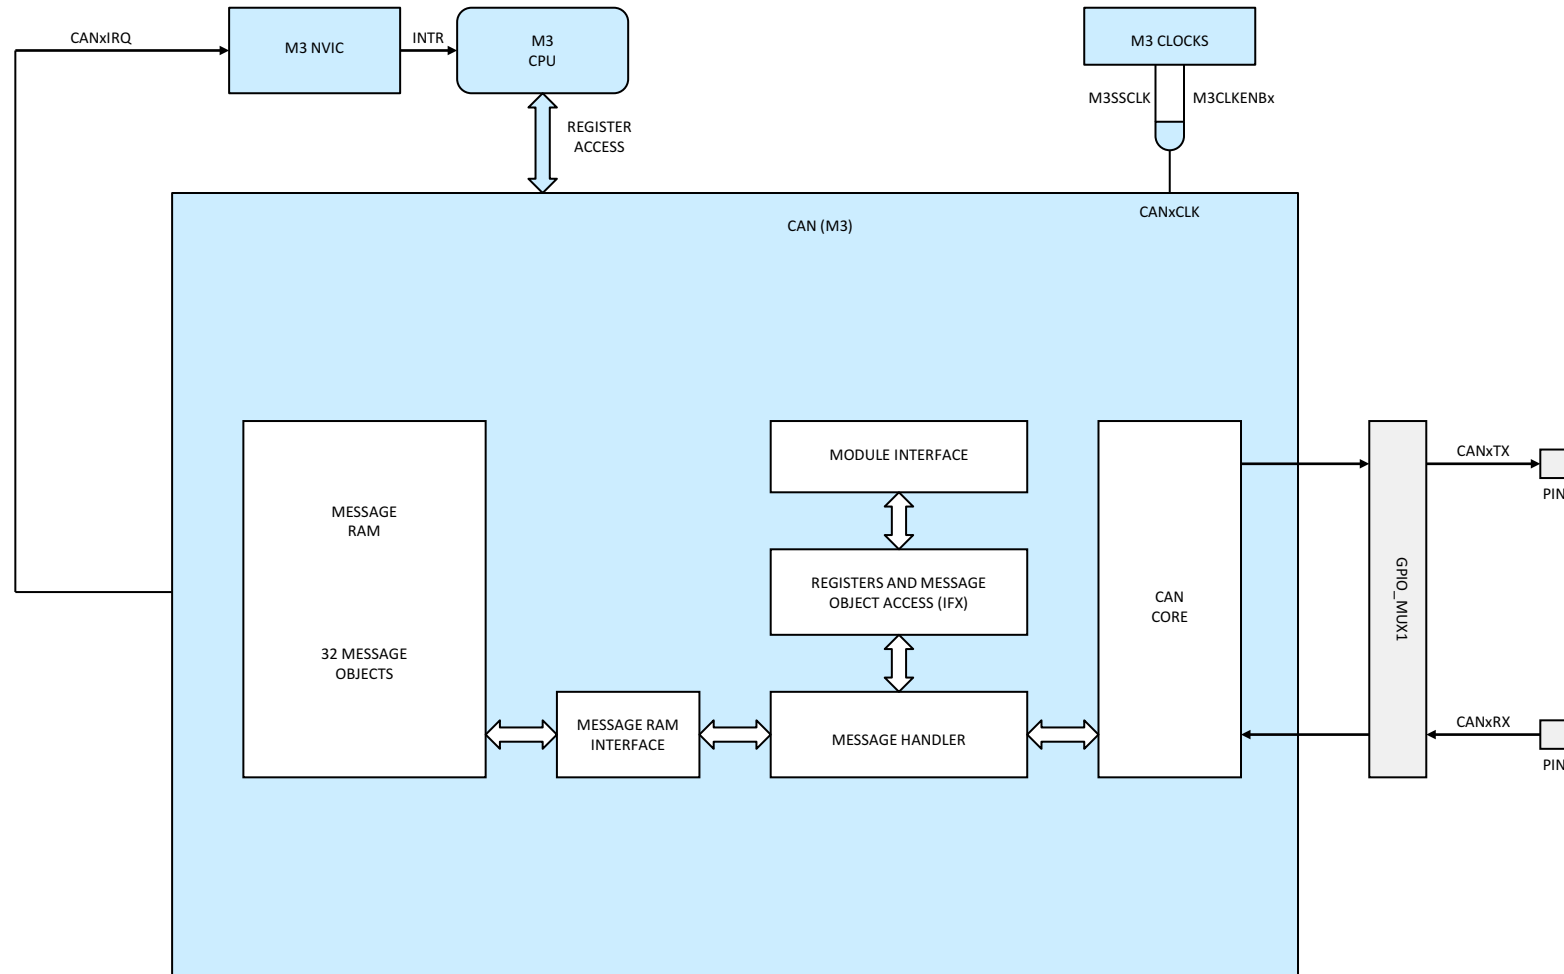 CANxIRQ
M3 NVIC
INTR
M3
CPU
M3 CLOCKS
M3SSCLK
M3CLKENBx
REGISTER
ACCESS
CANxCLK
CAN (M3)
MESSAGE
RAM
32 MESSAGE
OBJECTS
MODULE INTERFACE
REGISTERS AND MESSAGE
OBJECT ACCESS (IFX)
MESSAGE RAM
INTERFACE
MESSAGE HANDLER
CAN
CORE
GPIO_MUX1
CANxTX
PIN
CANxRX
PIN